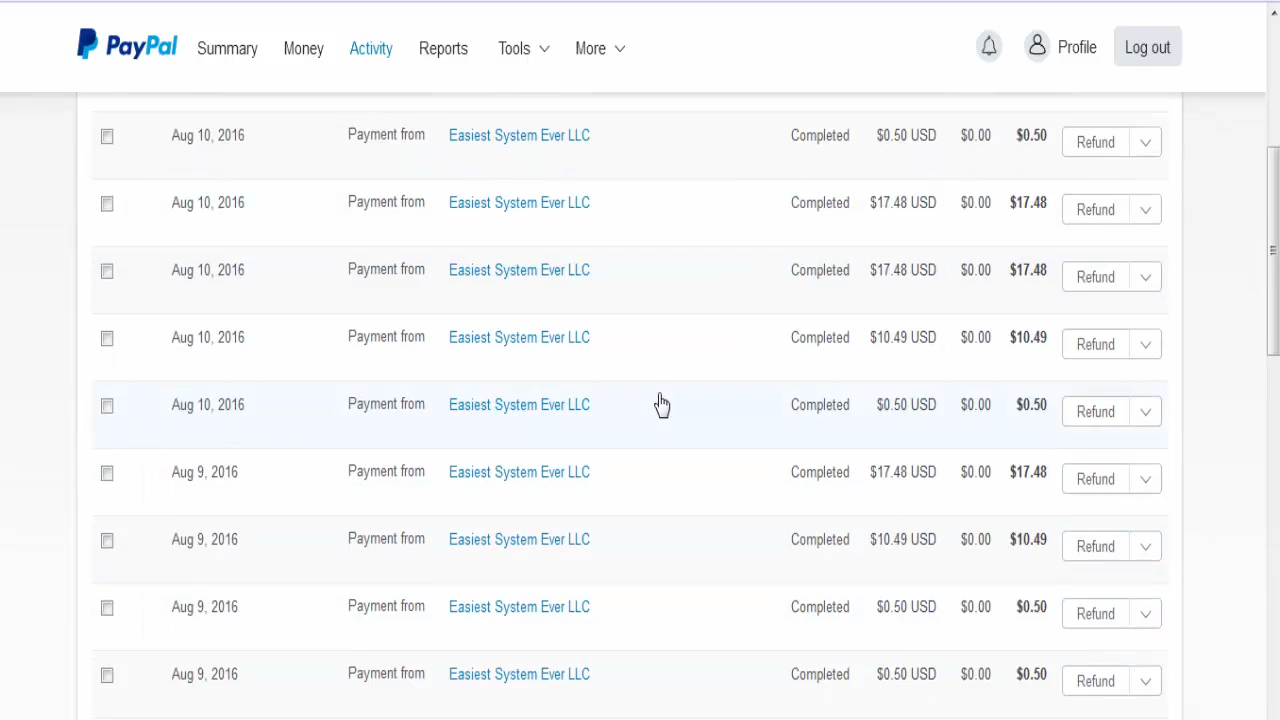 PayPal Summary Money Activity Reports Tools More Profile Log out
Aug 10, 2016 Payment from Easiest System Ever LLC Completed $0.50 USD $0.00 $0.50 Refund
Aug 10, 2016 Payment from Easiest System Ever LLC Completed $17.48 USD $0.00 $17.48 Refund
Aug 10, 2016 Payment from Easiest System Ever LLC Completed $17.48 USD $0.00 $17.48 Refund
Aug 10, 2016 Payment from Easiest System Ever LLC Completed $10.49 USD $0.00 $10.49 Refund
Aug 10, 2016 Payment from Easiest System Ever LLC Completed $0.50 USD $0.00 $0.50 Refund
Aug 9, 2016 Payment from Easiest System Ever LLC Completed $17.48 USD $0.00 $17.48 Refund
Aug 9, 2016 Payment from Easiest System Ever LLC Completed $10.49 USD $0.00 $10.49 Refund
Aug 9, 2016 Payment from Easiest System Ever LLC Completed $0.50 USD $0.00 $0.50 Refund
Aug 9, 2016 Payment from Easiest System Ever LLC Completed $0.50 USD $0.00 $0.50 Refund